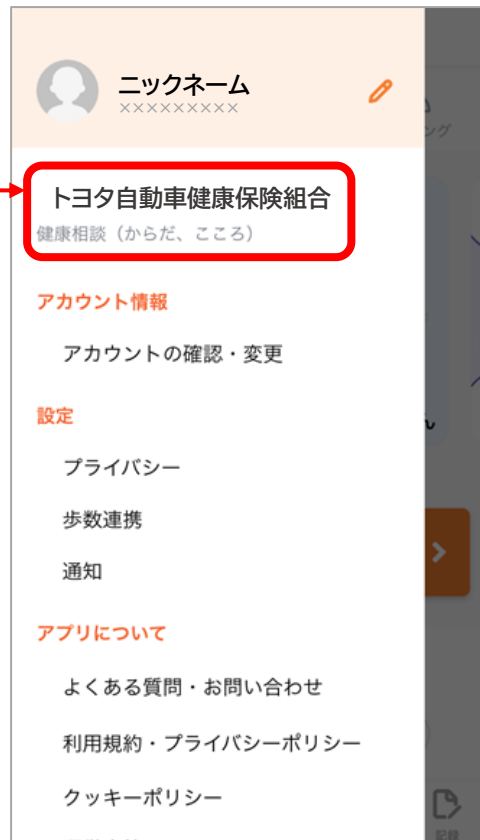 ニックネーム
×××××××××
トヨタ自動車健康保険組合
健康相談（からだ、こころ）
アカウント情報
アカウントの確認・変更
設定
プライバシー
歩数連携
通知
アプリについて
よくある質問・お問い合わせ
利用規約・プライバシーポリシー
クッキーポリシー
ング
ん
記録